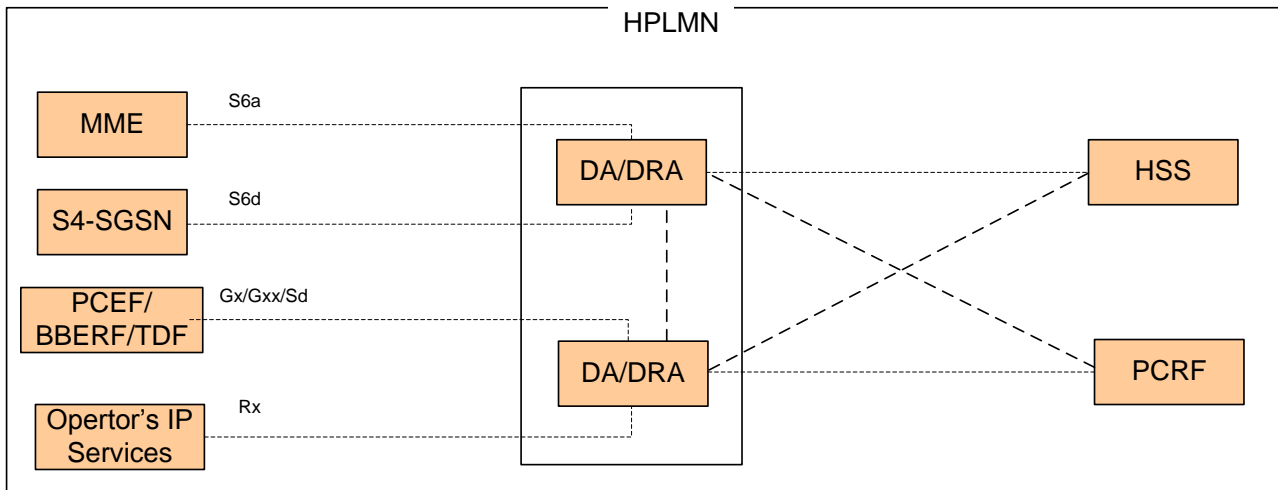 HPLMN
S6a
MME
DA/DRA
HSS
S6d
S4-SGSN
Gx/Gxx/Sd
PCEF/
BBERF/TDF
DA/DRA
PCRF
Rx
Opertor's IP
Services